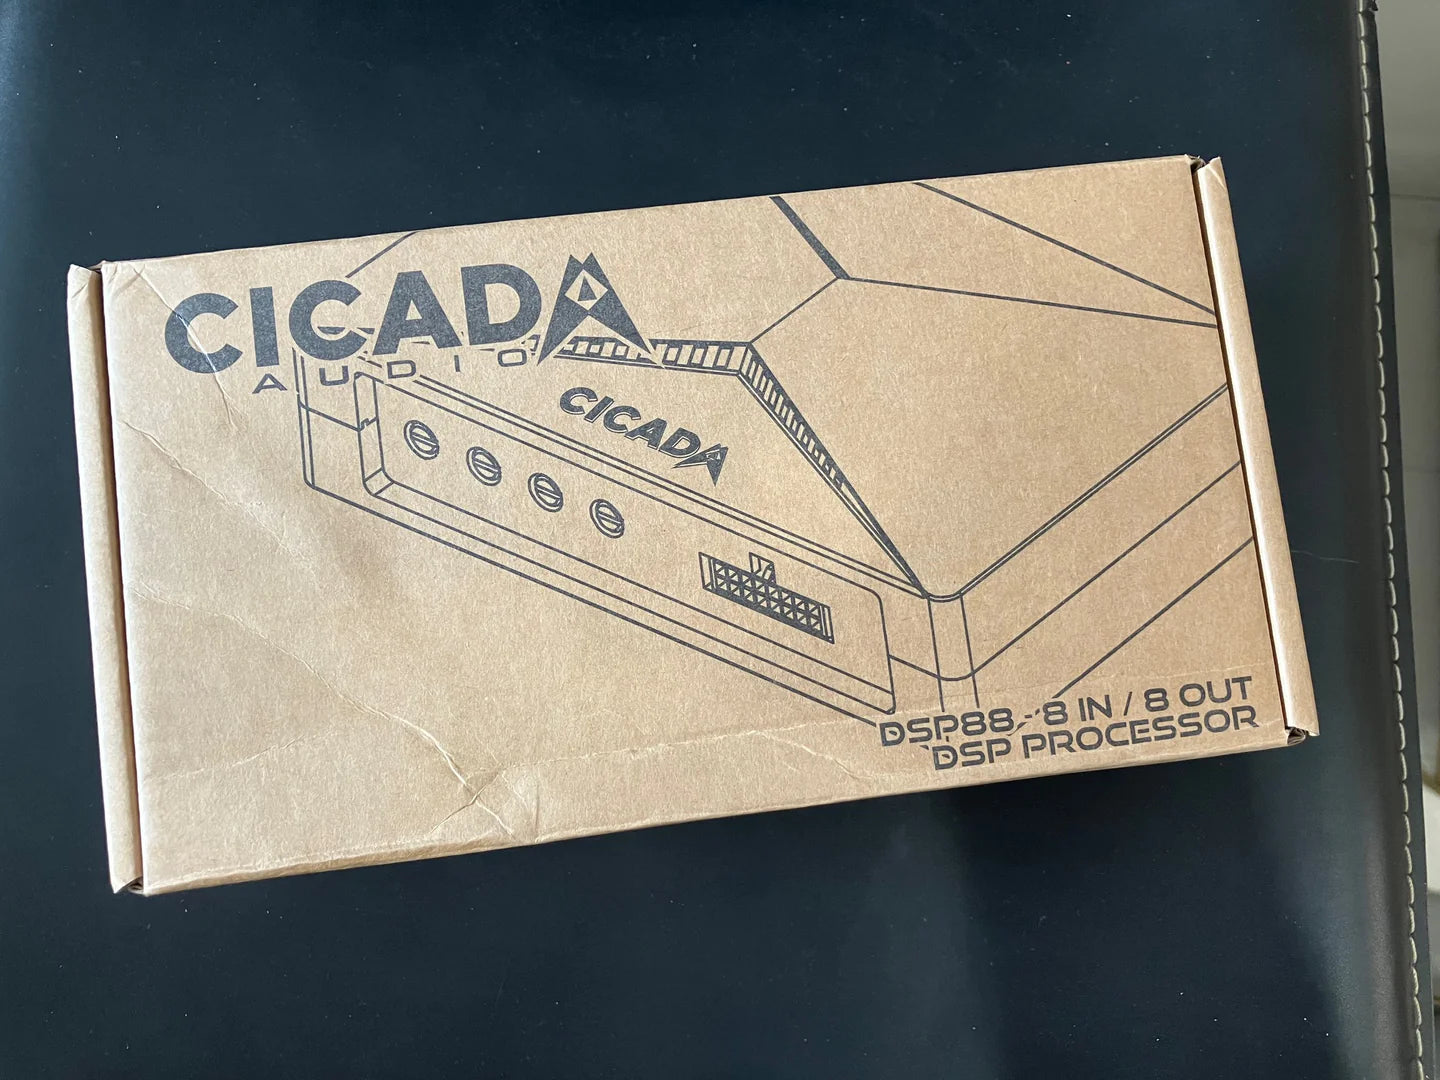 CICADA
AUDIO
CICADA
DSP88 - 8 IN / 8 OUT
DSP PROCESSOR